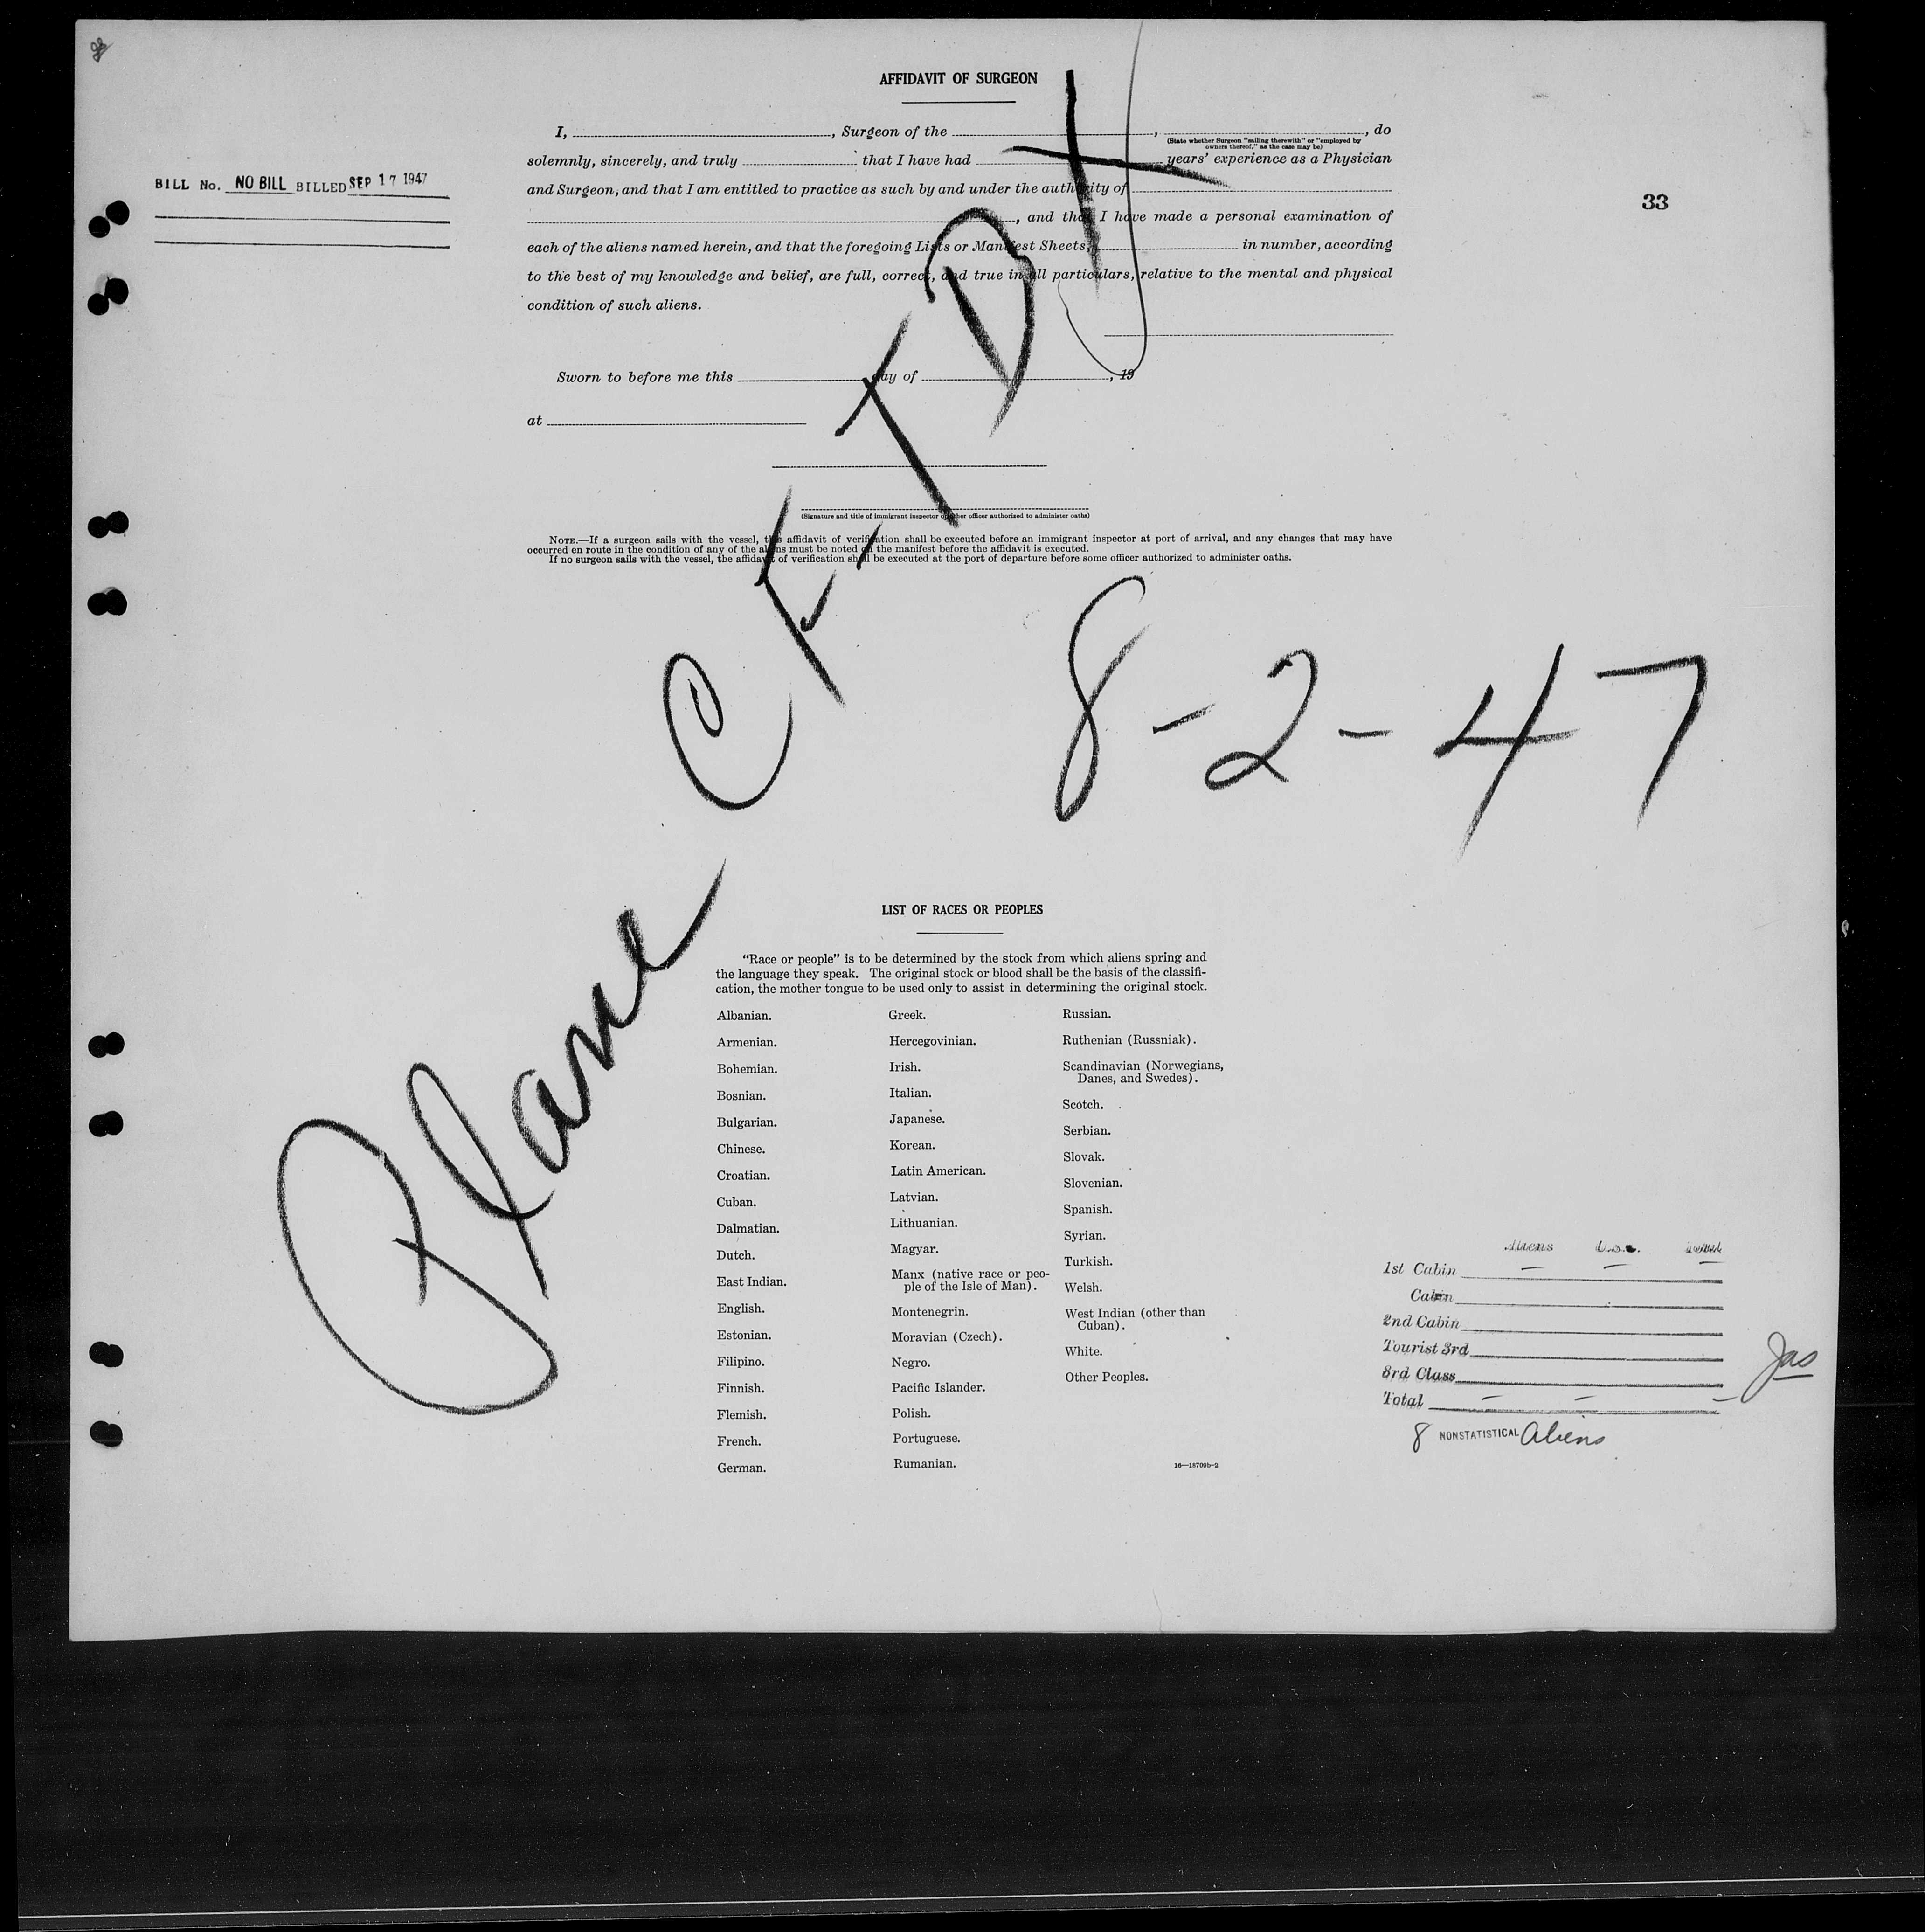 AFFIDAVIT OF SURGEON
I, , Surgeon of the , , do
(State whether Surgeon "sailing therewith" or "employed by
owners thereof," as the case may be)
solemnly, sincerely, and truly that I have had years' experience as a Physician
and Surgeon, and that I am entitled to practice as such by and under the authority of
, and that I have made a personal examination of
each of the aliens named herein, and that the foregoing Lists or Manifest Sheets, in number, according
to the best of my knowledge and belief, are full, correct, and true in all particulars, relative to the mental and physical
condition of such aliens.
BILL No. NO BILL BILLED SEP 17 1947
33
Sworn to before me this day of , 19
at
(Signature and title of immigrant inspector or other officer authorized to administer oaths)
NOTE.—If a surgeon sails with the vessel, this affidavit of verification shall be executed before an immigrant inspector at port of arrival, and any changes that may have
occurred en route in the condition of any of the aliens must be noted on the manifest before the affidavit is executed.
If no surgeon sails with the vessel, the affidavit of verification shall be executed at the port of departure before some officer authorized to administer oaths.
Plane CF-TDT
8-2-47
LIST OF RACES OR PEOPLES
"Race or people" is to be determined by the stock from which aliens spring and
the language they speak. The original stock or blood shall be the basis of the classifi-
cation, the mother tongue to be used only to assist in determining the original stock.
Albanian.
Armenian.
Bohemian.
Bosnian.
Bulgarian.
Chinese.
Croatian.
Cuban.
Dalmatian.
Dutch.
East Indian.
English.
Estonian.
Filipino.
Finnish.
Flemish.
French.
German.
Greek.
Hercegovinian.
Irish.
Italian.
Japanese.
Korean.
Latin American.
Latvian.
Lithuanian.
Magyar.
Manx (native race or peo-
ple of the Isle of Man).
Montenegrin.
Moravian (Czech).
Negro.
Pacific Islander.
Polish.
Portuguese.
Rumanian.
Russian.
Ruthenian (Russniak).
Scandinavian (Norwegians,
Danes, and Swedes).
Scotch.
Serbian.
Slovak.
Slovenian.
Spanish.
Syrian.
Turkish.
Welsh.
West Indian (other than
Cuban).
White.
Other Peoples.
16—18709b-2
Aliens U.S.C.
1st Cabin — — —
Cabin
2nd Cabin
Tourist 3rd
3rd Class
Total — — —
8 NONSTATISTICAL Aliens
Jas